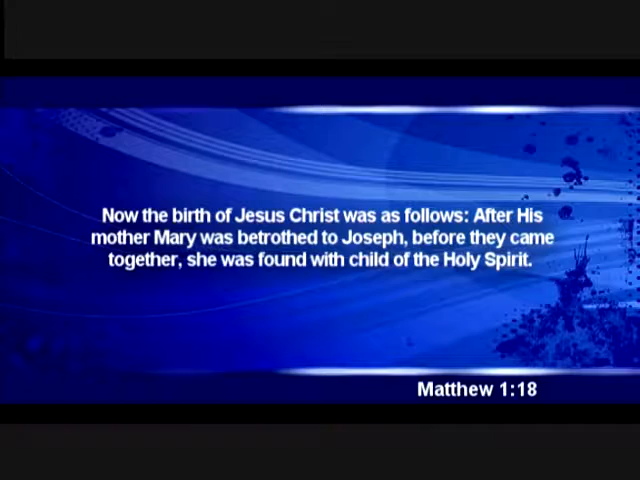 Now the birth of Jesus Christ was as follows: After His
mother Mary was betrothed to Joseph, before they came
together, she was found with child of the Holy Spirit.
Matthew 1:18